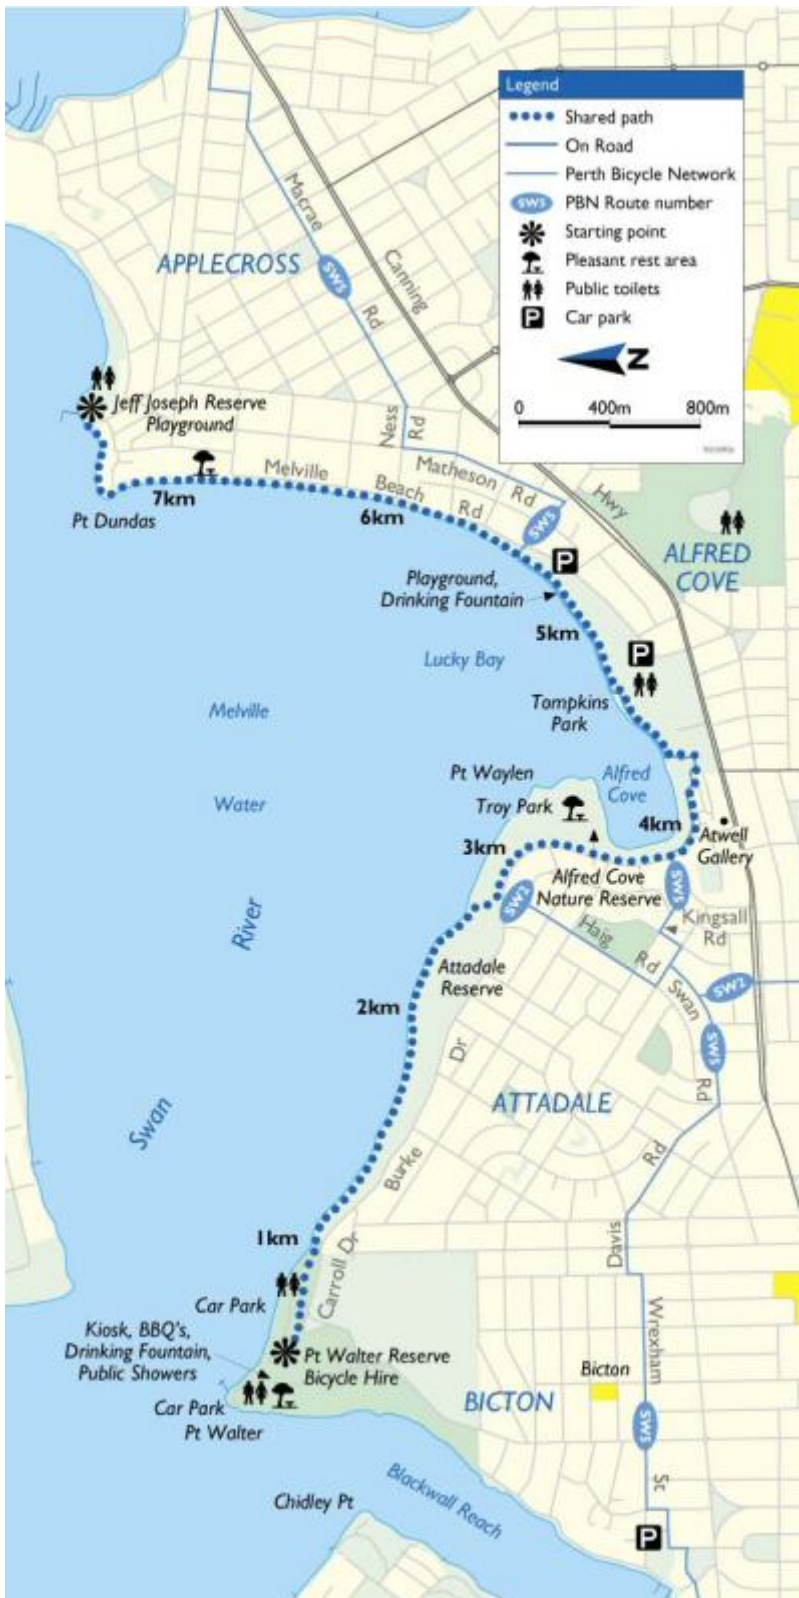 Legend
Shared path
On Road
Perth Bicycle Network
SW5
PBN Route number
Starting point
Pleasant rest area
Public toilets
P
Car park
N
0
400m
800m
Macrae
Rd
SW5
Canning
Hwy
APPLECROSS
Jeff Joseph Reserve
Playground
Ness
Rd
Matheson Rd
Melville
Beach
Rd
7km
6km
Pt Dundas
SW5
P
ALFRED
COVE
Playground,
Drinking Fountain
5km
P
Lucky Bay
Tompkins
Park
Melville
Water
Pt Waylen
Troy Park
Alfred
Cove
4km
3km
Atwell
Gallery
Alfred Cove
Nature Reserve
SW5
SW2
Kingsall
Rd
Haig
Rd
River
Swan
Attadale
Reserve
2km
Swan
Rd
SW2
SW5
Dr
Burke
ATTADALE
1km
Carroll Dr
Davis
Rd
Car Park
Kiosk, BBQ's,
Drinking Fountain,
Public Showers
Pt Walter Reserve
Bicycle Hire
Car Park
Pt Walter
BICTON
Bicton
Wrexham
St
SW5
Blackwall Reach
Chidley Pt
P